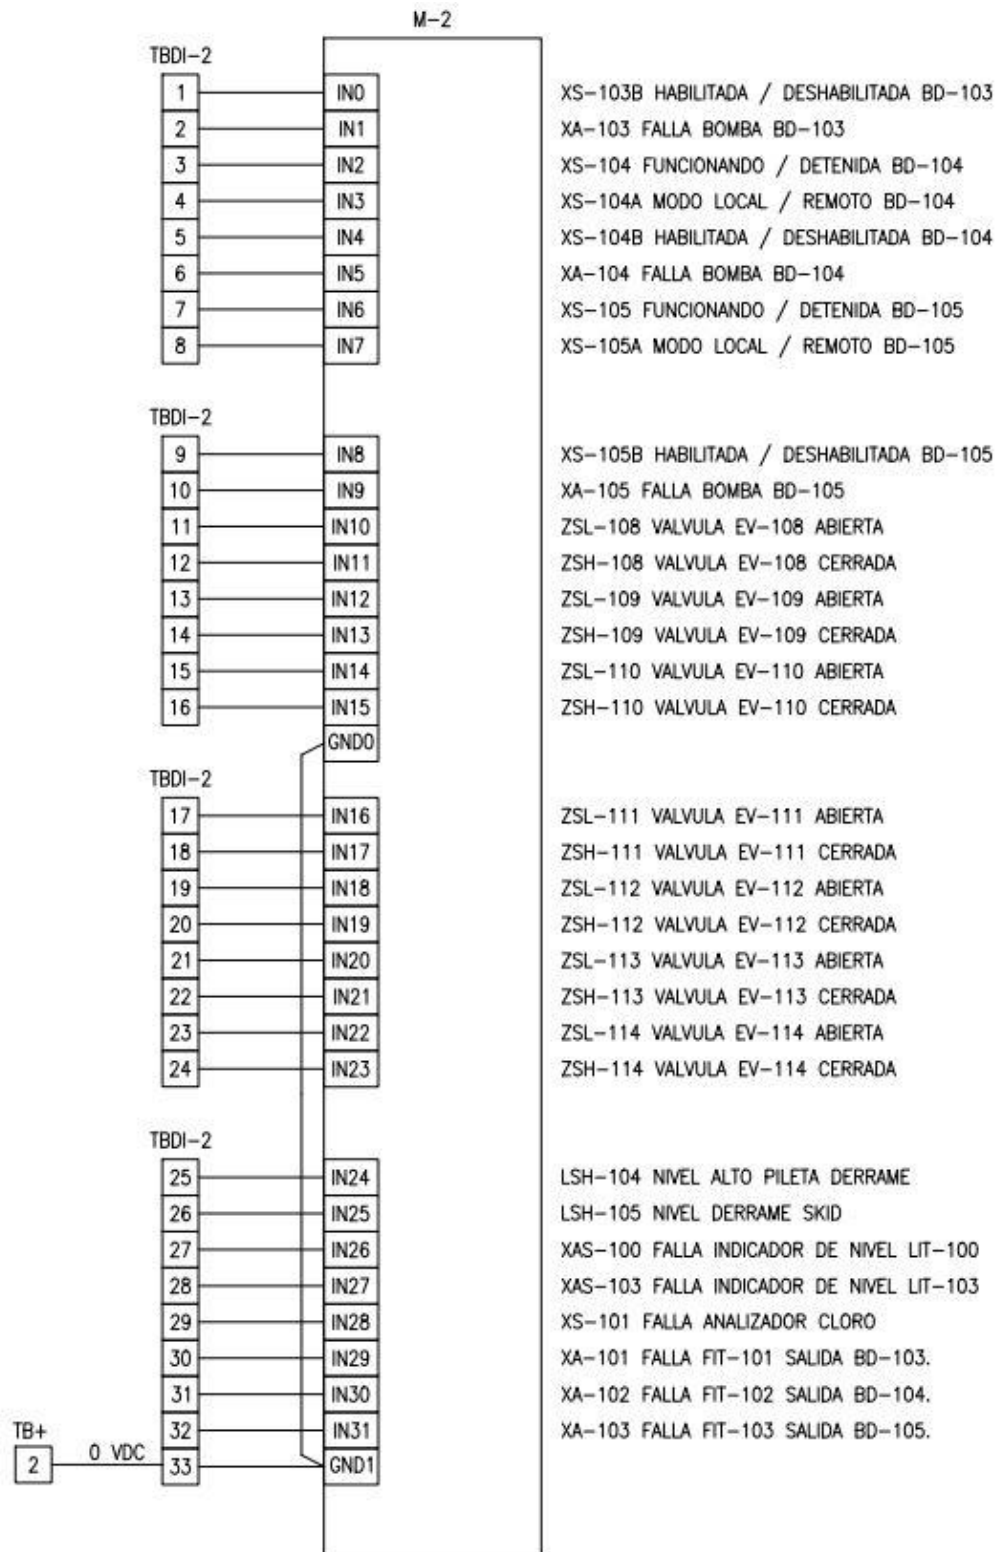 M-2
TBDI-2
1 IN0 XS-103B HABILITADA / DESHABILITADA BD-103
2 IN1 XA-103 FALLA BOMBA BD-103
3 IN2 XS-104 FUNCIONANDO / DETENIDA BD-104
4 IN3 XS-104A MODO LOCAL / REMOTO BD-104
5 IN4 XS-104B HABILITADA / DESHABILITADA BD-104
6 IN5 XA-104 FALLA BOMBA BD-104
7 IN6 XS-105 FUNCIONANDO / DETENIDA BD-105
8 IN7 XS-105A MODO LOCAL / REMOTO BD-105
TBDI-2
9 IN8 XS-105B HABILITADA / DESHABILITADA BD-105
10 IN9 XA-105 FALLA BOMBA BD-105
11 IN10 ZSL-108 VALVULA EV-108 ABIERTA
12 IN11 ZSH-108 VALVULA EV-108 CERRADA
13 IN12 ZSL-109 VALVULA EV-109 ABIERTA
14 IN13 ZSH-109 VALVULA EV-109 CERRADA
15 IN14 ZSL-110 VALVULA EV-110 ABIERTA
16 IN15 ZSH-110 VALVULA EV-110 CERRADA
GND0
TBDI-2
17 IN16 ZSL-111 VALVULA EV-111 ABIERTA
18 IN17 ZSH-111 VALVULA EV-111 CERRADA
19 IN18 ZSL-112 VALVULA EV-112 ABIERTA
20 IN19 ZSH-112 VALVULA EV-112 CERRADA
21 IN20 ZSL-113 VALVULA EV-113 ABIERTA
22 IN21 ZSH-113 VALVULA EV-113 CERRADA
23 IN22 ZSL-114 VALVULA EV-114 ABIERTA
24 IN23 ZSH-114 VALVULA EV-114 CERRADA
TBDI-2
25 IN24 LSH-104 NIVEL ALTO PILETA DERRAME
26 IN25 LSH-105 NIVEL DERRAME SKID
27 IN26 XAS-100 FALLA INDICADOR DE NIVEL LIT-100
28 IN27 XAS-103 FALLA INDICADOR DE NIVEL LIT-103
29 IN28 XS-101 FALLA ANALIZADOR CLORO
30 IN29 XA-101 FALLA FIT-101 SALIDA BD-103.
31 IN30 XA-102 FALLA FIT-102 SALIDA BD-104.
32 IN31 XA-103 FALLA FIT-103 SALIDA BD-105.
TB+
2 0 VDC 33 GND1